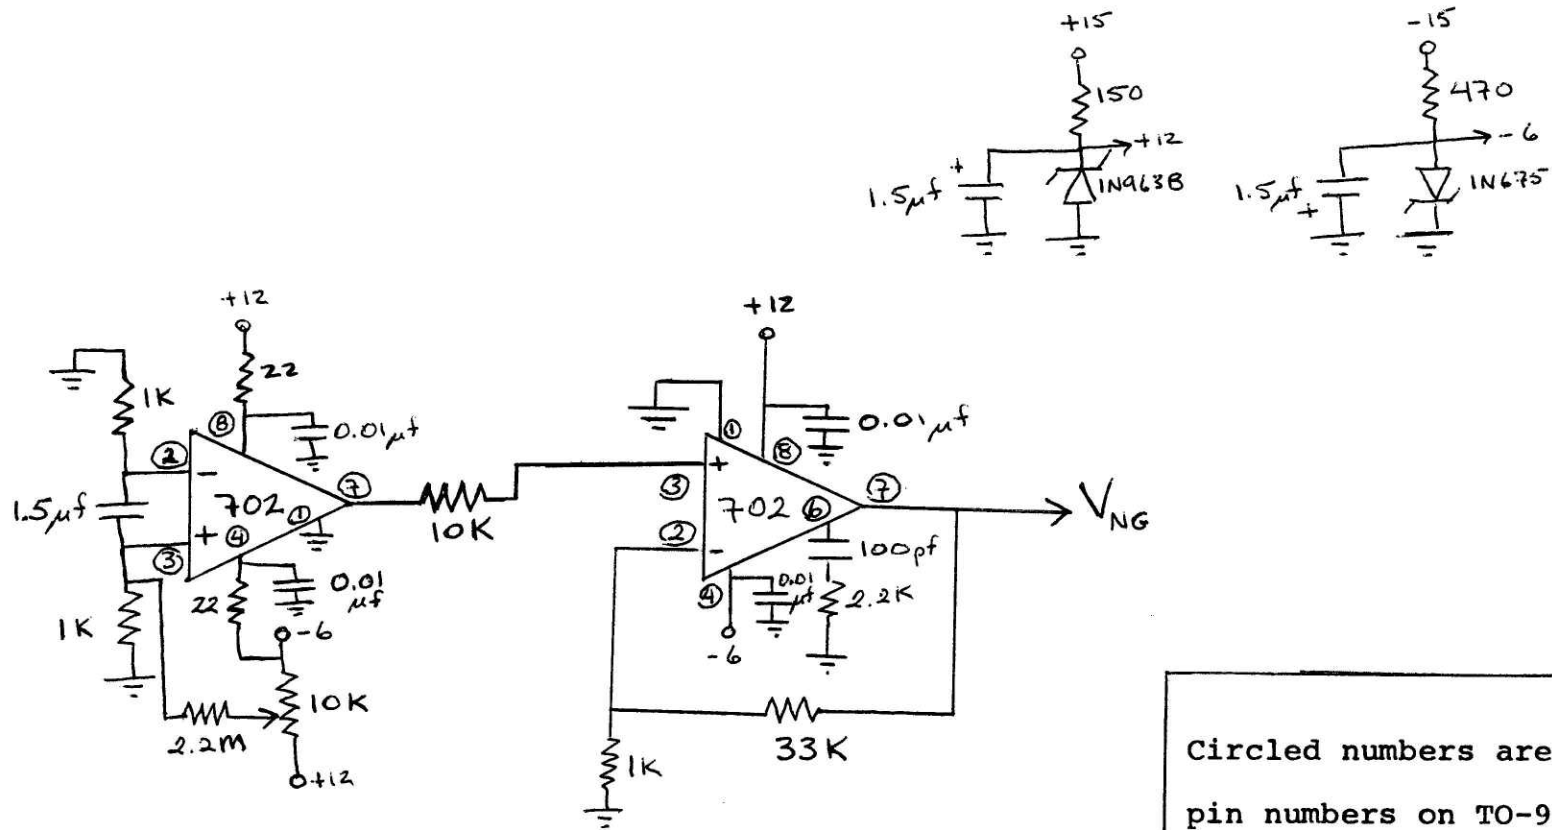 +15
150
+12
1.5μf
+
1N963B
-15
470
-6
1.5μf
+
1N675
+12
22
0.01μf
1K
8
2
-
1.5μf
702
1
7
+
4
3
1K
22
0.01
μf
-6
10K
2.2M
+12
10K
+12
0.01μf
1
8
+
3
702
6
7
VNG
2
-
4
0.01
μf
100pf
2.2K
-6
33K
1K
Circled numbers are
pin numbers on TO-9